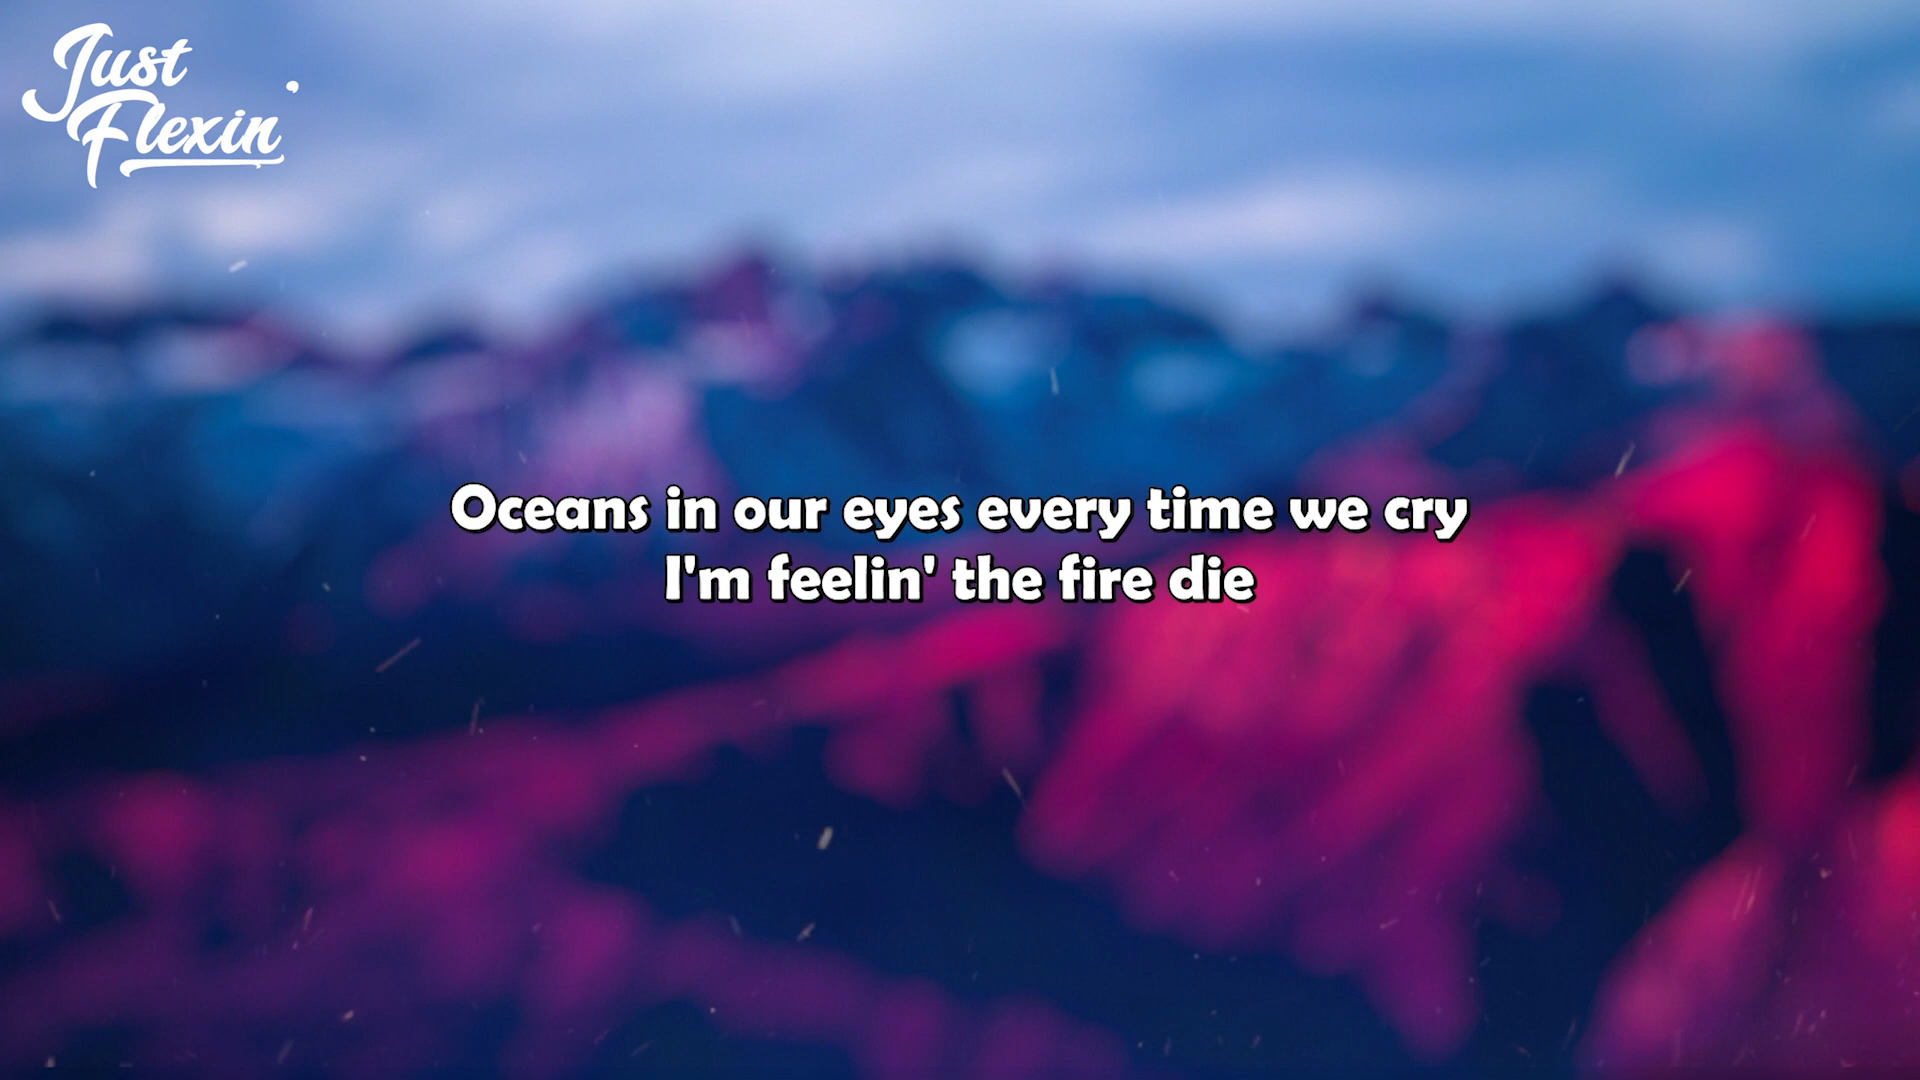 Just
Flexin'
Oceans in our eyes every time we cry
I'm feelin' the fire die